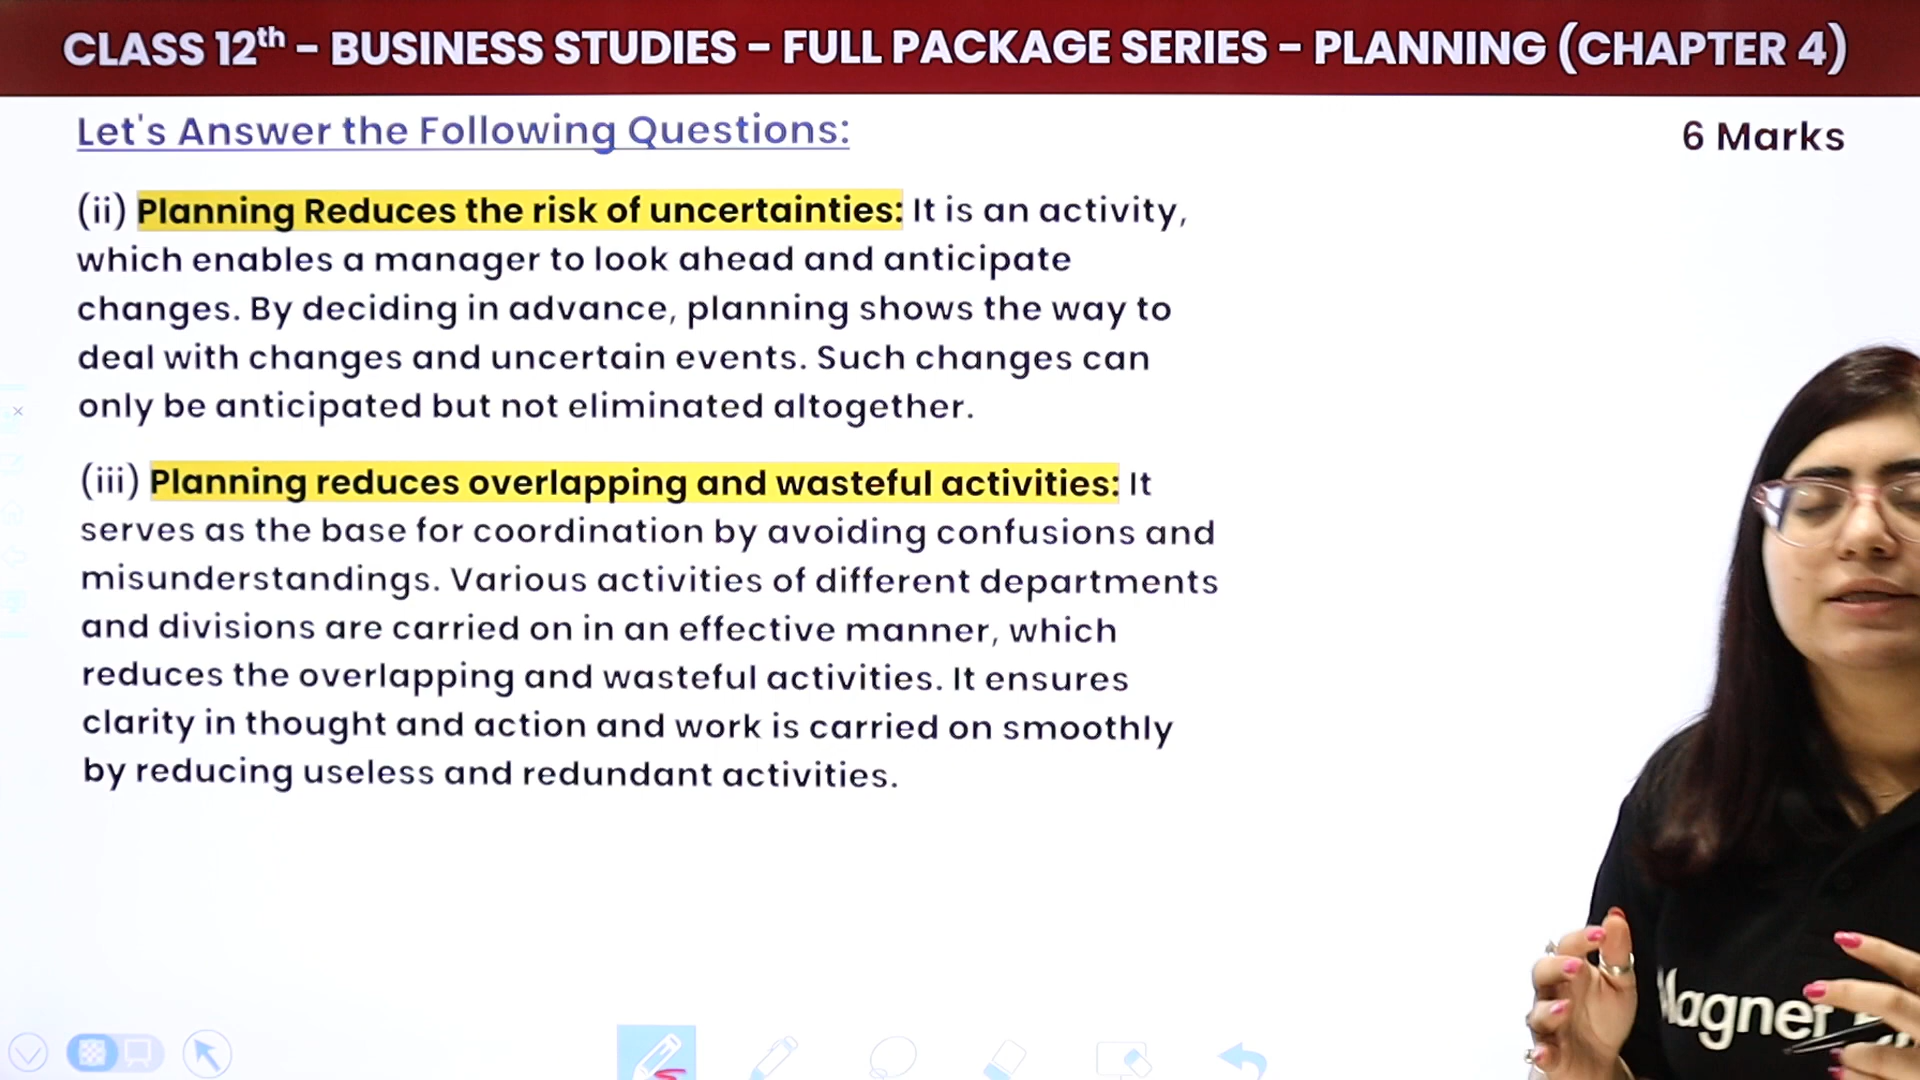 CLASS 12th – BUSINESS STUDIES – FULL PACKAGE SERIES – PLANNING (CHAPTER 4)
Let's Answer the Following Questions:
6 Marks
(ii) Planning Reduces the risk of uncertainties: It is an activity,
which enables a manager to look ahead and anticipate
changes. By deciding in advance, planning shows the way to
deal with changes and uncertain events. Such changes can
only be anticipated but not eliminated altogether.
(iii) Planning reduces overlapping and wasteful activities: It
serves as the base for coordination by avoiding confusions and
misunderstandings. Various activities of different departments
and divisions are carried on in an effective manner, which
reduces the overlapping and wasteful activities. It ensures
clarity in thought and action and work is carried on smoothly
by reducing useless and redundant activities.
Magnet